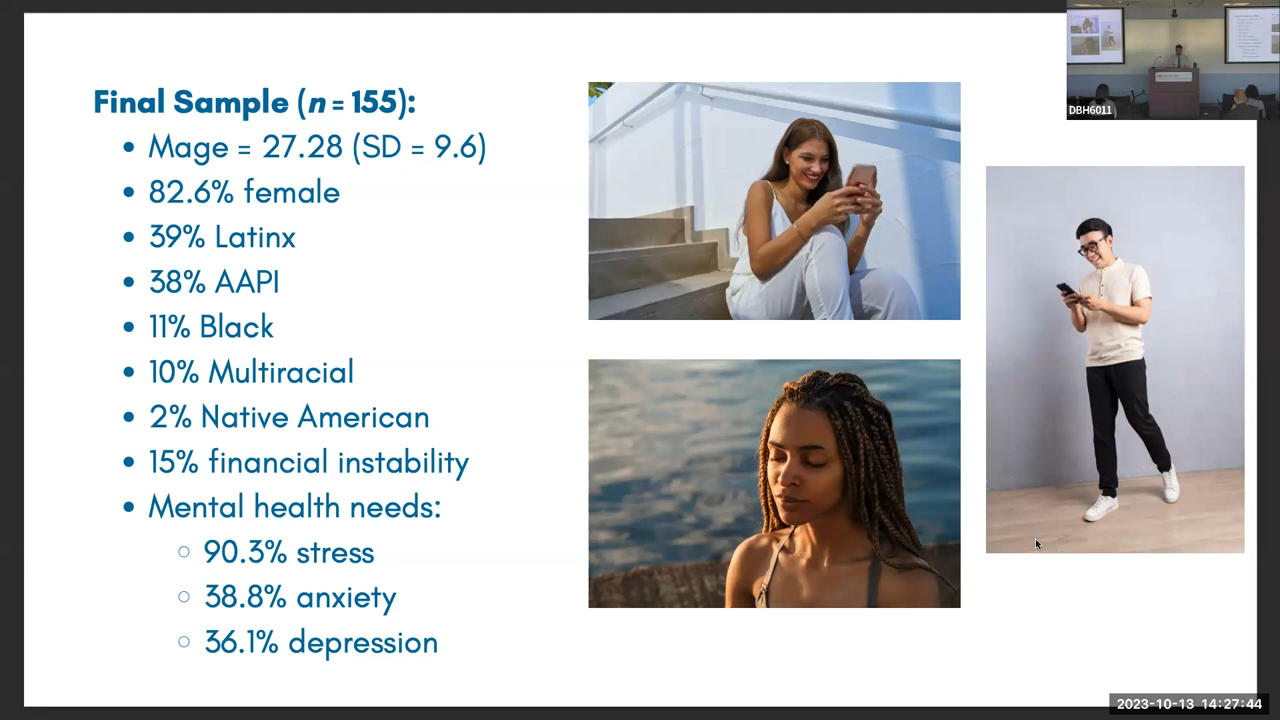 Final Sample (n = 155):
• Mage = 27.28 (SD = 9.6)
• 82.6% female
• 39% Latinx
• 38% AAPI
• 11% Black
• 10% Multiracial
• 2% Native American
• 15% financial instability
• Mental health needs:
○ 90.3% stress
○ 38.8% anxiety
○ 36.1% depression
DBH6011
2023-10-13 14:27:44